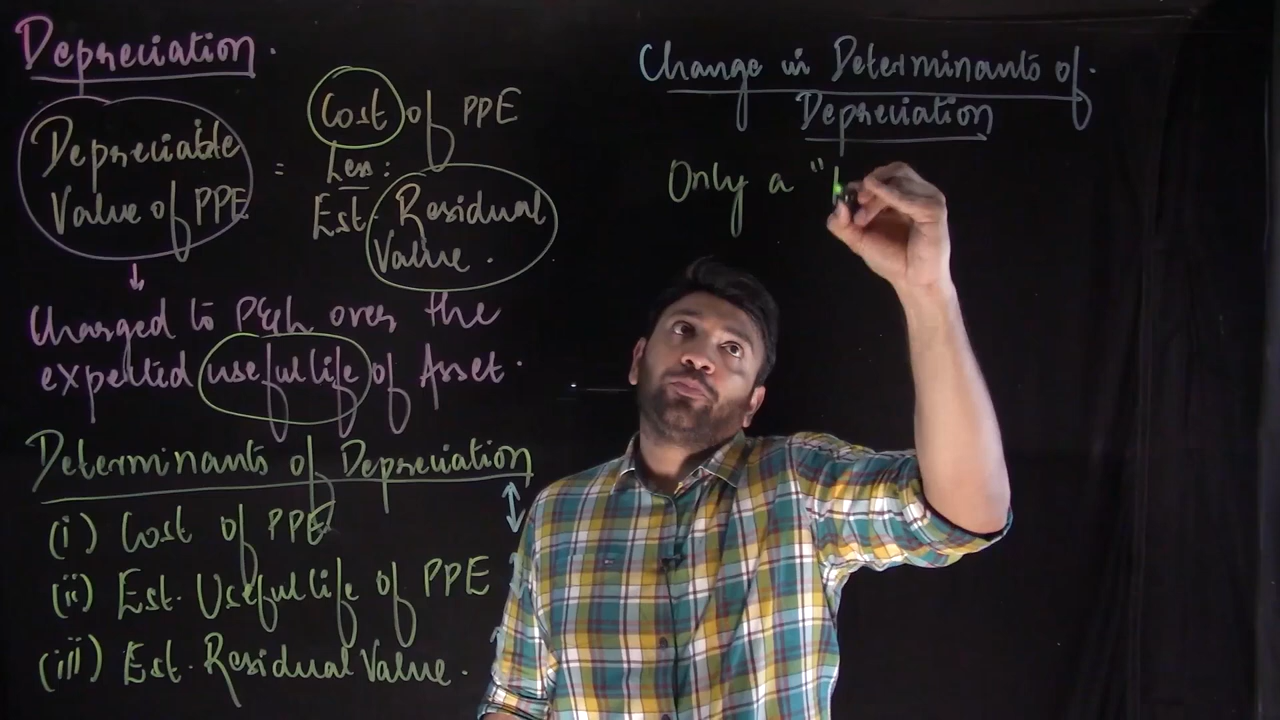 Depreciation.
Depreciable
Value of PPE
=
Cost of PPE
Less:
Est. Residual
Value.
Charged to P&L over the
expected useful life of Asset.
Determinants of Depreciation
(i) Cost of PPE
(ii) Est. Useful life of PPE
(iii) Est. Residual Value.
Change in Determinants of
Depreciation
Only a "